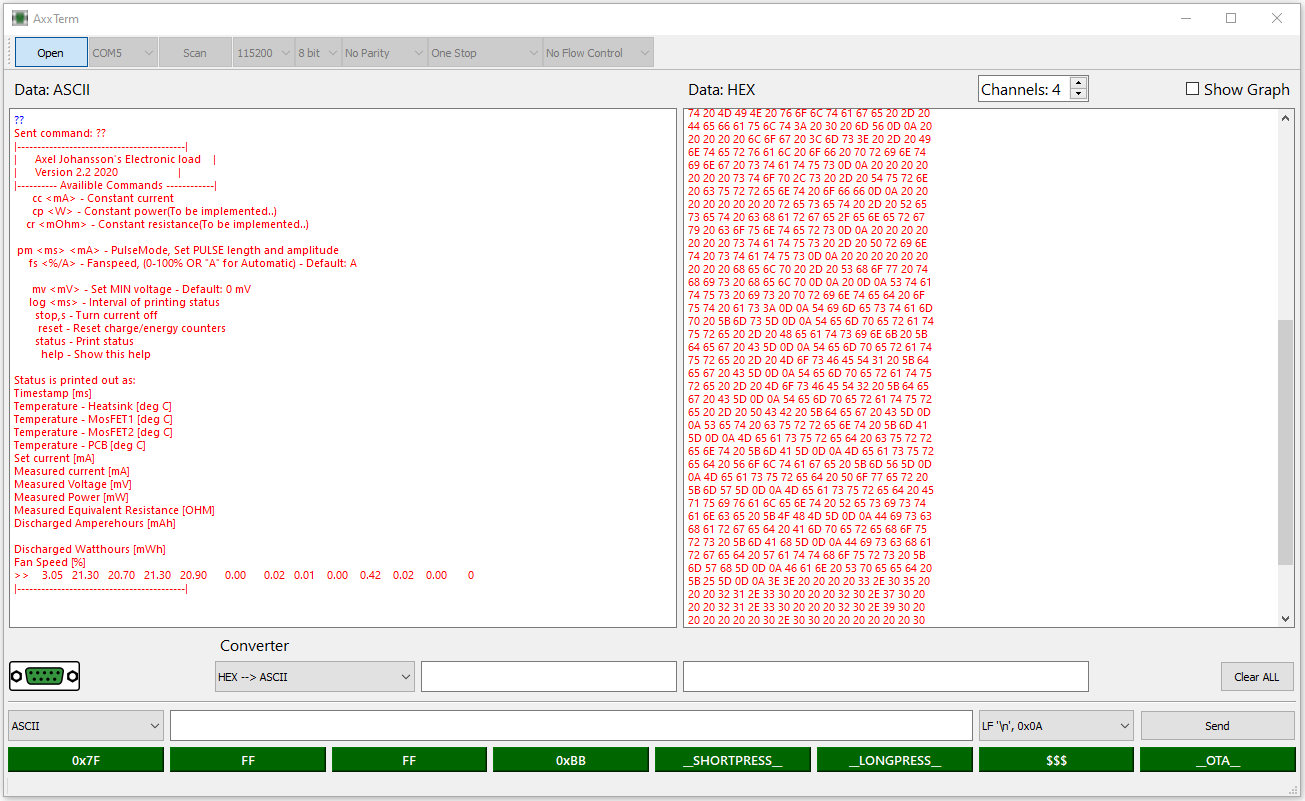 AxxTerm
Open COM5 Scan 115200 8 bit No Parity One Stop No Flow Control
Data: ASCII
??
Sent command: ??
|------------------------------------------|
| Axel Johansson's Electronic load |
| Version 2.2 2020 |
|---------- Availible Commands ------------|
cc <mA> - Constant current
cp <W> - Constant power(To be implemented..)
cr <mOhm> - Constant resistance(To be implemented..)
pm <ms> <mA> - PulseMode, Set PULSE length and amplitude
fs <%/A> - Fanspeed, (0-100% OR "A" for Automatic) - Default: A
mv <mV> - Set MIN voltage - Default: 0 mV
log <ms> - Interval of printing status
stop,s - Turn current off
reset - Reset charge/energy counters
status - Print status
help - Show this help
Status is printed out as:
Timestamp [ms]
Temperature - Heatsink [deg C]
Temperature - MosFET1 [deg C]
Temperature - MosFET2 [deg C]
Temperature - PCB [deg C]
Set current [mA]
Measured current [mA]
Measured Voltage [mV]
Measured Power [mW]
Measured Equivalent Resistance [OHM]
Discharged Amperehours [mAh]
Discharged Watthours [mWh]
Fan Speed [%]
>> 3.05 21.30 20.70 21.30 20.90 0.00 0.02 0.01 0.00 0.42 0.02 0.00 0
|------------------------------------------|
Data: HEX
Channels: 4
Show Graph
74 20 4D 49 4E 20 76 6F 6C 74 61 67 65 20 2D 20
44 65 66 61 75 6C 74 3A 20 30 20 6D 56 0D 0A 20
20 20 20 20 6C 6F 67 20 3C 6D 73 3E 20 2D 20 49
6E 74 65 72 76 61 6C 20 6F 66 20 70 72 69 6E 74
69 6E 67 20 73 74 61 74 75 73 0D 0A 20 20 20 20
20 20 20 73 74 6F 70 2C 73 20 2D 20 54 75 72 6E
20 63 75 72 72 65 6E 74 20 6F 66 66 0D 0A 20 20
20 20 20 20 20 20 72 65 73 65 74 20 2D 20 52 65
73 65 74 20 63 68 61 72 67 65 2F 65 6E 65 72 67
79 20 63 6F 75 6E 74 65 72 73 0D 0A 20 20 20 20
20 20 20 73 74 61 74 75 73 20 2D 20 50 72 69 6E
74 20 73 74 61 74 75 73 0D 0A 20 20 20 20 20 20
20 20 20 68 65 6C 70 20 2D 20 53 68 6F 77 20 74
68 69 73 20 68 65 6C 70 0D 0A 20 0D 0A 53 74 61
74 75 73 20 69 73 20 70 72 69 6E 74 65 64 20 6F
75 74 20 61 73 3A 0D 0A 54 69 6D 65 73 74 61 6D
70 20 5B 6D 73 5D 0D 0A 54 65 6D 70 65 72 61 74
75 72 65 20 2D 20 48 65 61 74 73 69 6E 6B 20 5B
64 65 67 20 43 5D 0D 0A 54 65 6D 70 65 72 61 74
75 72 65 20 2D 20 4D 6F 73 46 45 54 31 20 5B 64
65 67 20 43 5D 0D 0A 54 65 6D 70 65 72 61 74 75
72 65 20 2D 20 4D 6F 73 46 45 54 32 20 5B 64 65
67 20 43 5D 0D 0A 54 65 6D 70 65 72 61 74 75 72
65 20 2D 20 50 43 42 20 5B 64 65 67 20 43 5D 0D
0A 53 65 74 20 63 75 72 72 65 6E 74 20 5B 6D 41
5D 0D 0A 4D 65 61 73 75 72 65 64 20 63 75 72 72
65 6E 74 20 5B 6D 41 5D 0D 0A 4D 65 61 73 75 72
65 64 20 56 6F 6C 74 61 67 65 20 5B 6D 56 5D 0D
0A 4D 65 61 73 75 72 65 64 20 50 6F 77 65 72 20
5B 6D 57 5D 0D 0A 4D 65 61 73 75 72 65 64 20 45
71 75 69 76 61 6C 65 6E 74 20 52 65 73 69 73 74
61 6E 63 65 20 5B 4F 48 4D 5D 0D 0A 44 69 73 63
68 61 72 67 65 64 20 41 6D 70 65 72 65 68 6F 75
72 73 20 5B 6D 41 68 5D 0D 0A 44 69 73 63 68 61
72 67 65 64 20 57 61 74 74 68 6F 75 72 73 20 5B
6D 57 68 5D 0D 0A 46 61 6E 20 53 70 65 65 64 20
5B 25 5D 0D 0A 3E 3E 20 20 20 20 33 2E 30 35 20
20 20 32 31 2E 33 30 20 20 20 32 30 2E 37 30 20
20 20 32 31 2E 33 30 20 20 20 32 30 2E 39 30 20
20 20 20 20 20 30 2E 30 30 20 20 20 20 20 20 30
Converter
HEX --> ASCII
Clear ALL
ASCII
LF '\n', 0x0A
Send
0x7F FF FF 0xBB __SHORTPRESS__ __LONGPRESS__ $$$ __OTA__